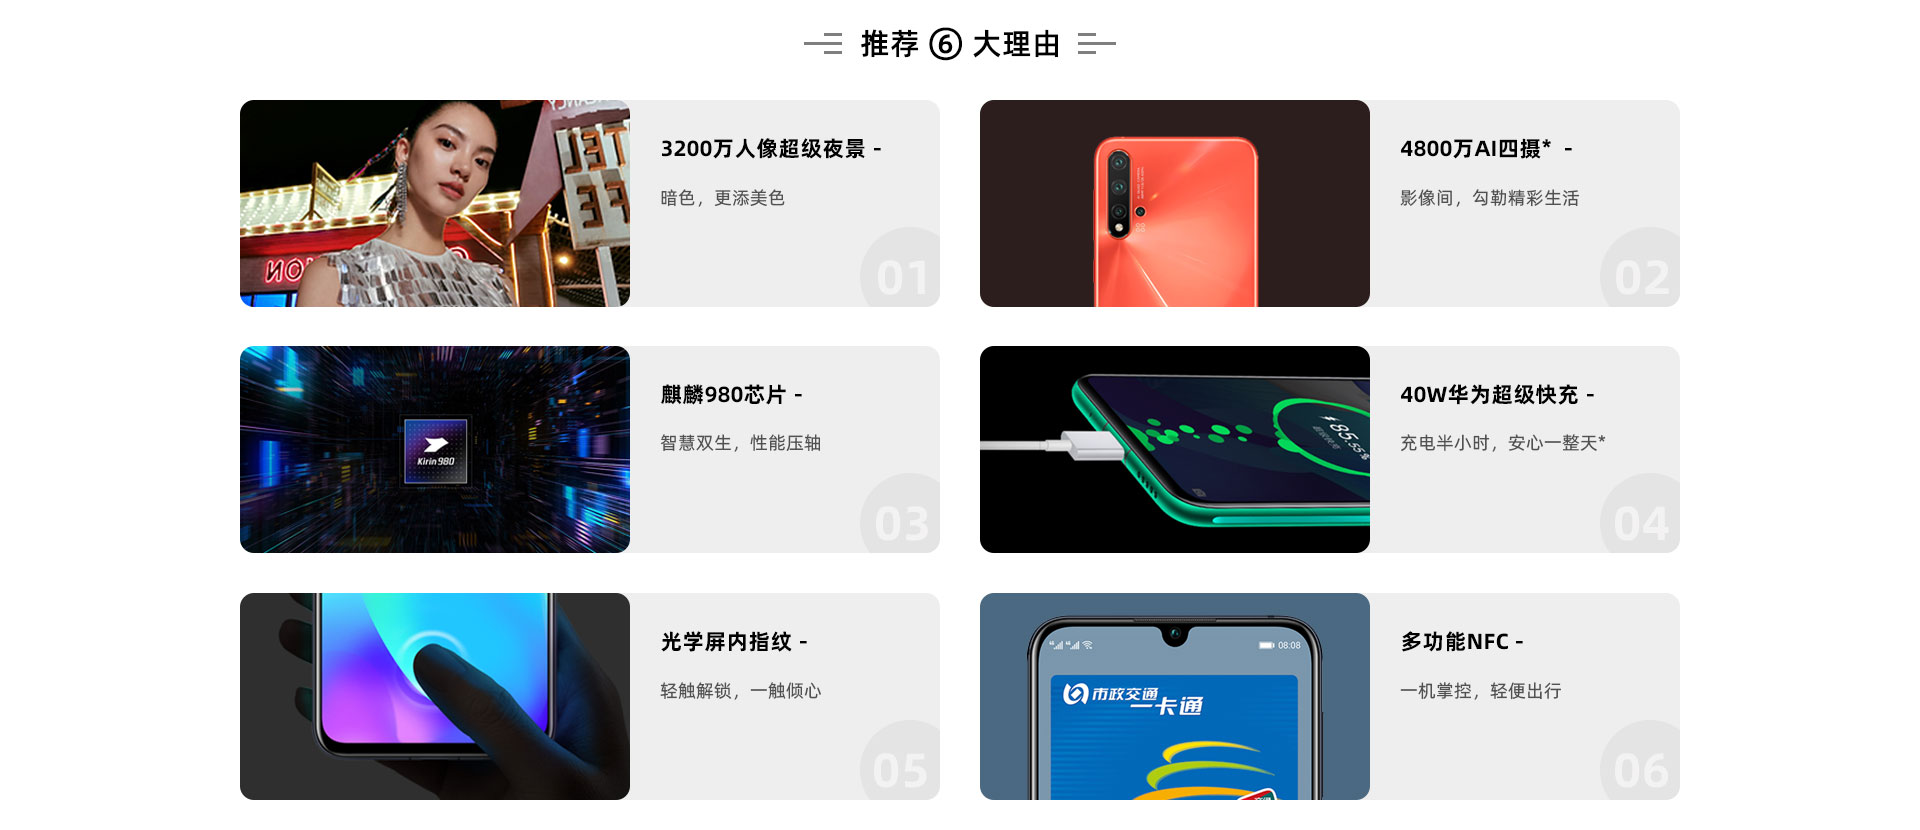 推荐 ⑥ 大理由
3200万人像超级夜景 -
暗色，更添美色
01
4800万AI四摄* -
影像间，勾勒精彩生活
02
Kirin 980
麒麟980芯片 -
智慧双生，性能压轴
03
85.55%
40W华为超级快充 -
充电半小时，安心一整天*
04
光学屏内指纹 -
轻触解锁，一触倾心
05
08:08
市政交通
一卡通
多功能NFC -
一机掌控，轻便出行
06